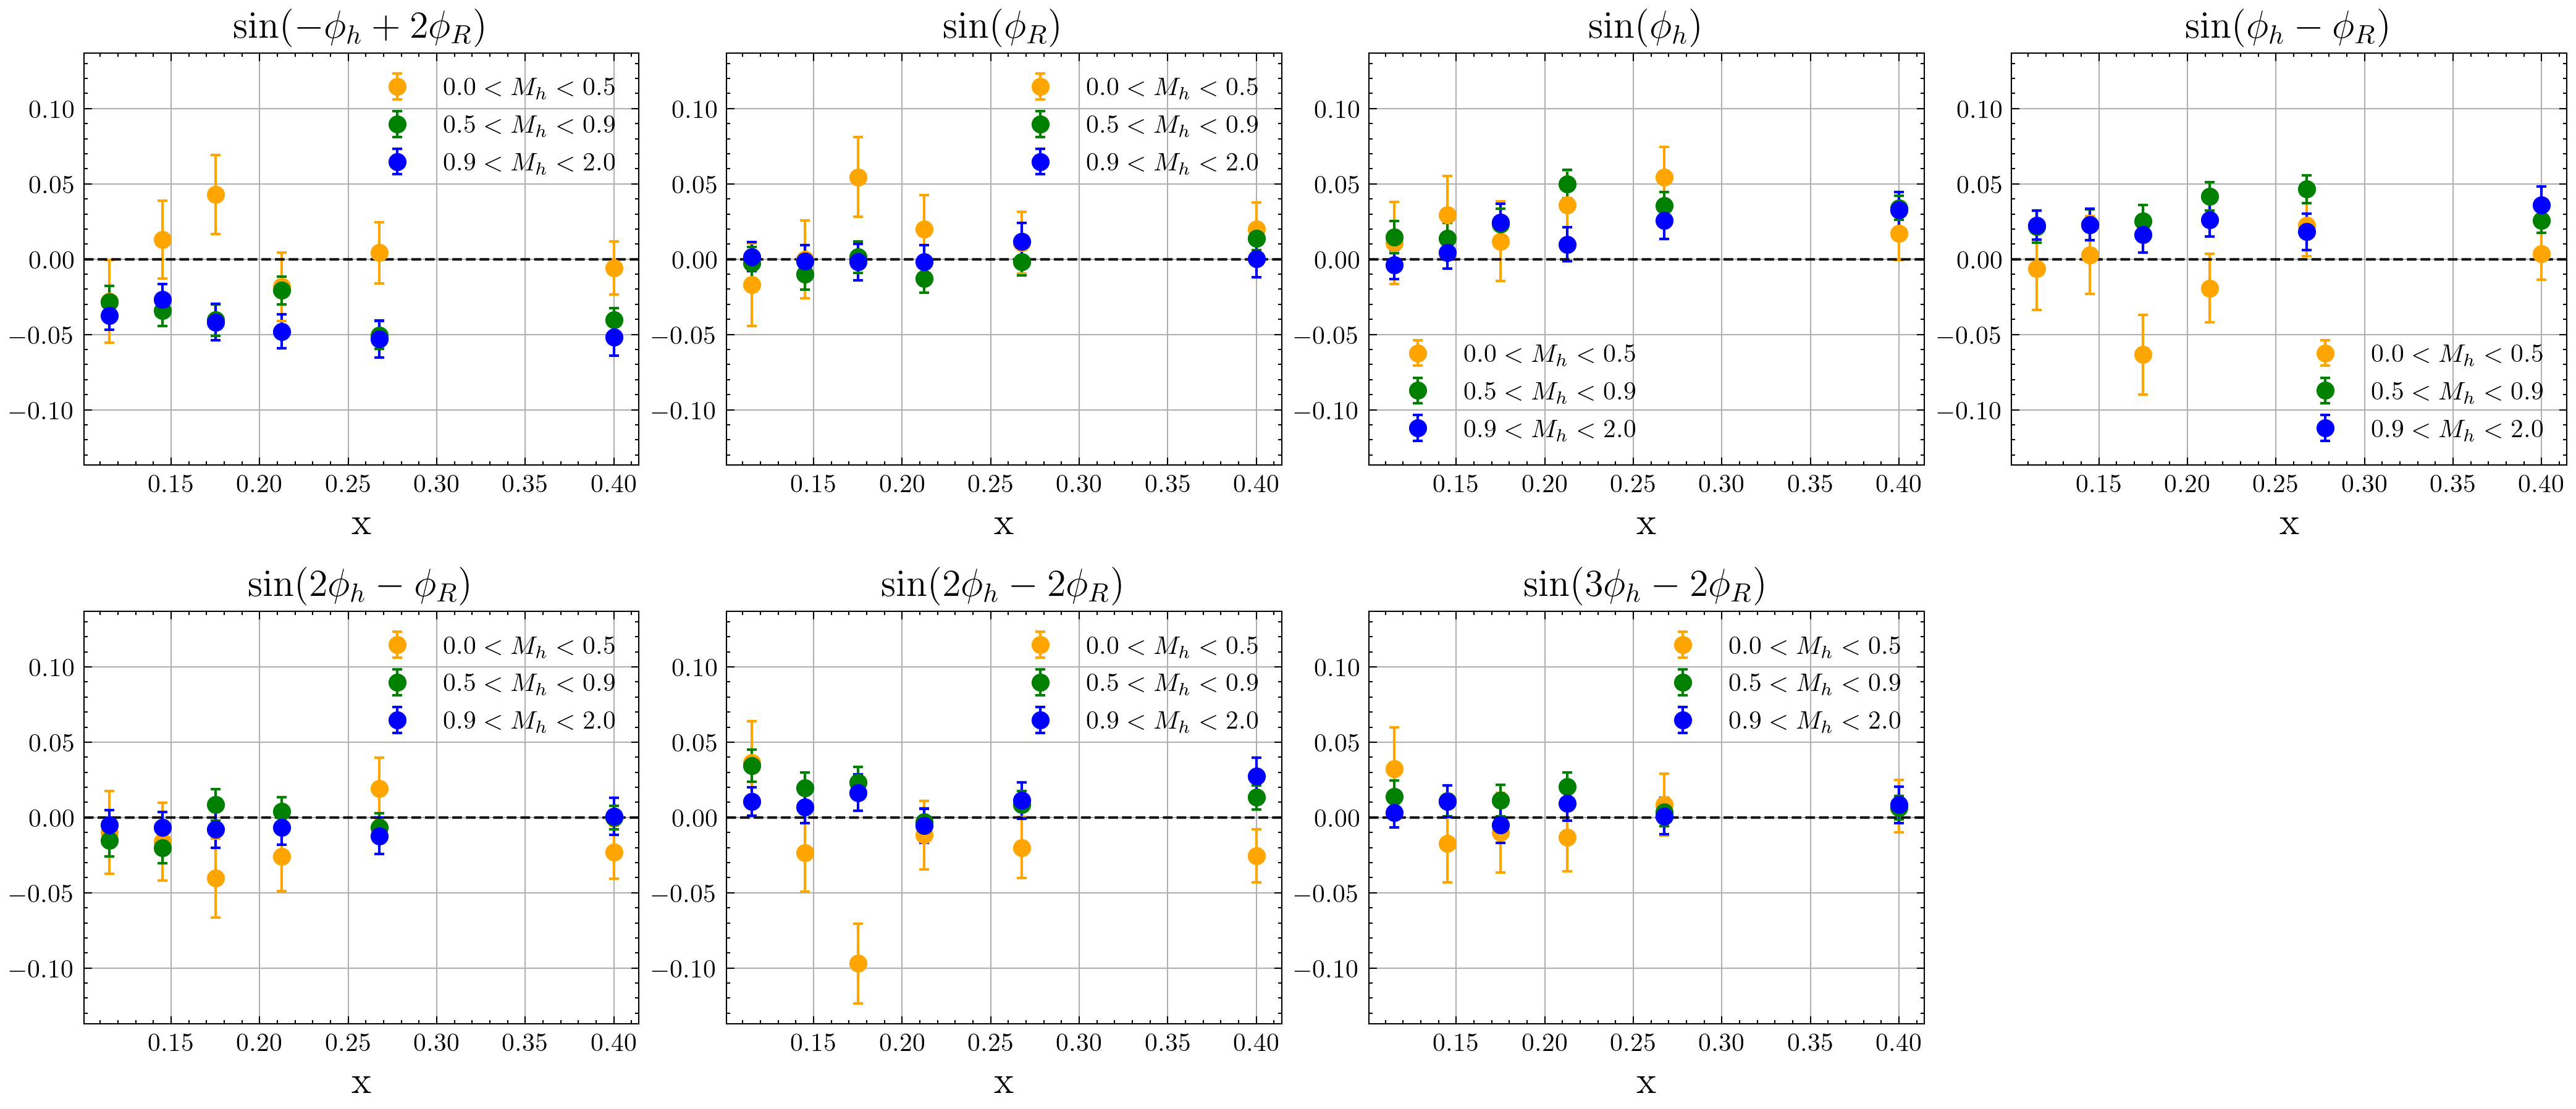 sin(−ϕ_h + 2ϕ_R)
0.10
0.05
0.00
−0.05
−0.10
0.0 < M_h < 0.5
0.5 < M_h < 0.9
0.9 < M_h < 2.0
0.15 0.20 0.25 0.30 0.35 0.40
x
sin(ϕ_R)
0.10
0.05
0.00
−0.05
−0.10
0.0 < M_h < 0.5
0.5 < M_h < 0.9
0.9 < M_h < 2.0
0.15 0.20 0.25 0.30 0.35 0.40
x
sin(ϕ_h)
0.10
0.05
0.00
−0.05
−0.10
0.0 < M_h < 0.5
0.5 < M_h < 0.9
0.9 < M_h < 2.0
0.15 0.20 0.25 0.30 0.35 0.40
x
sin(ϕ_h − ϕ_R)
0.10
0.05
0.00
−0.05
−0.10
0.0 < M_h < 0.5
0.5 < M_h < 0.9
0.9 < M_h < 2.0
0.15 0.20 0.25 0.30 0.35 0.40
x
sin(2ϕ_h − ϕ_R)
0.10
0.05
0.00
−0.05
−0.10
0.0 < M_h < 0.5
0.5 < M_h < 0.9
0.9 < M_h < 2.0
0.15 0.20 0.25 0.30 0.35 0.40
x
sin(2ϕ_h − 2ϕ_R)
0.10
0.05
0.00
−0.05
−0.10
0.0 < M_h < 0.5
0.5 < M_h < 0.9
0.9 < M_h < 2.0
0.15 0.20 0.25 0.30 0.35 0.40
x
sin(3ϕ_h − 2ϕ_R)
0.10
0.05
0.00
−0.05
−0.10
0.0 < M_h < 0.5
0.5 < M_h < 0.9
0.9 < M_h < 2.0
0.15 0.20 0.25 0.30 0.35 0.40
x